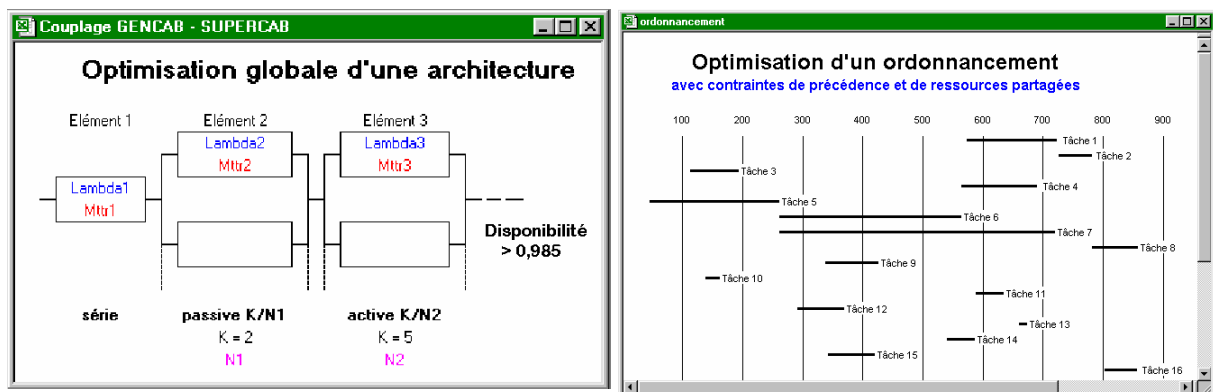 Couplage GENCAB - SUPERCAB
Optimisation globale d'une architecture
Elément 1
Elément 2
Elément 3
Lambda1
Mttr1
Lambda2
Mttr2
Lambda3
Mttr3
Disponibilité
> 0,985
série
passive K/N1
active K/N2
K = 2
K = 5
N1
N2
ordonnancement
Optimisation d'un ordonnancement
avec contraintes de précédence et de ressources partagées
100 200 300 400 500 600 700 800 900
Tâche 1
Tâche 2
Tâche 3
Tâche 4
Tâche 5
Tâche 6
Tâche 7
Tâche 8
Tâche 9
Tâche 10
Tâche 11
Tâche 12
Tâche 13
Tâche 14
Tâche 15
Tâche 16